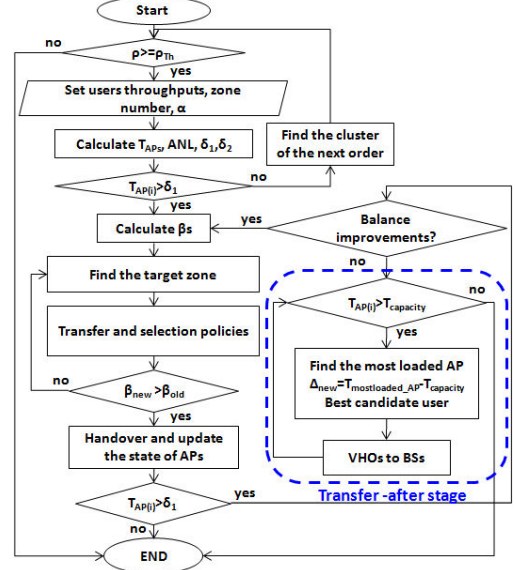 Start
no
ρ>=ρTh
yes
Set users throughputs, zone
number, α
Calculate TAPs, ANL, δ1,δ2
Find the cluster
of the next order
TAP(i)>δ1
no
yes
Calculate βs
yes
Balance
improvements?
no
Find the target zone
TAP(i)>Tcapacity
no
yes
Transfer and selection policies
Find the most loaded AP
Δnew=Tmostloaded_AP-Tcapacity
Best candidate user
no
βnew >βold
yes
Handover and update
the state of APs
VHOs to BSs
Transfer -after stage
TAP(i)>δ1
yes
no
END